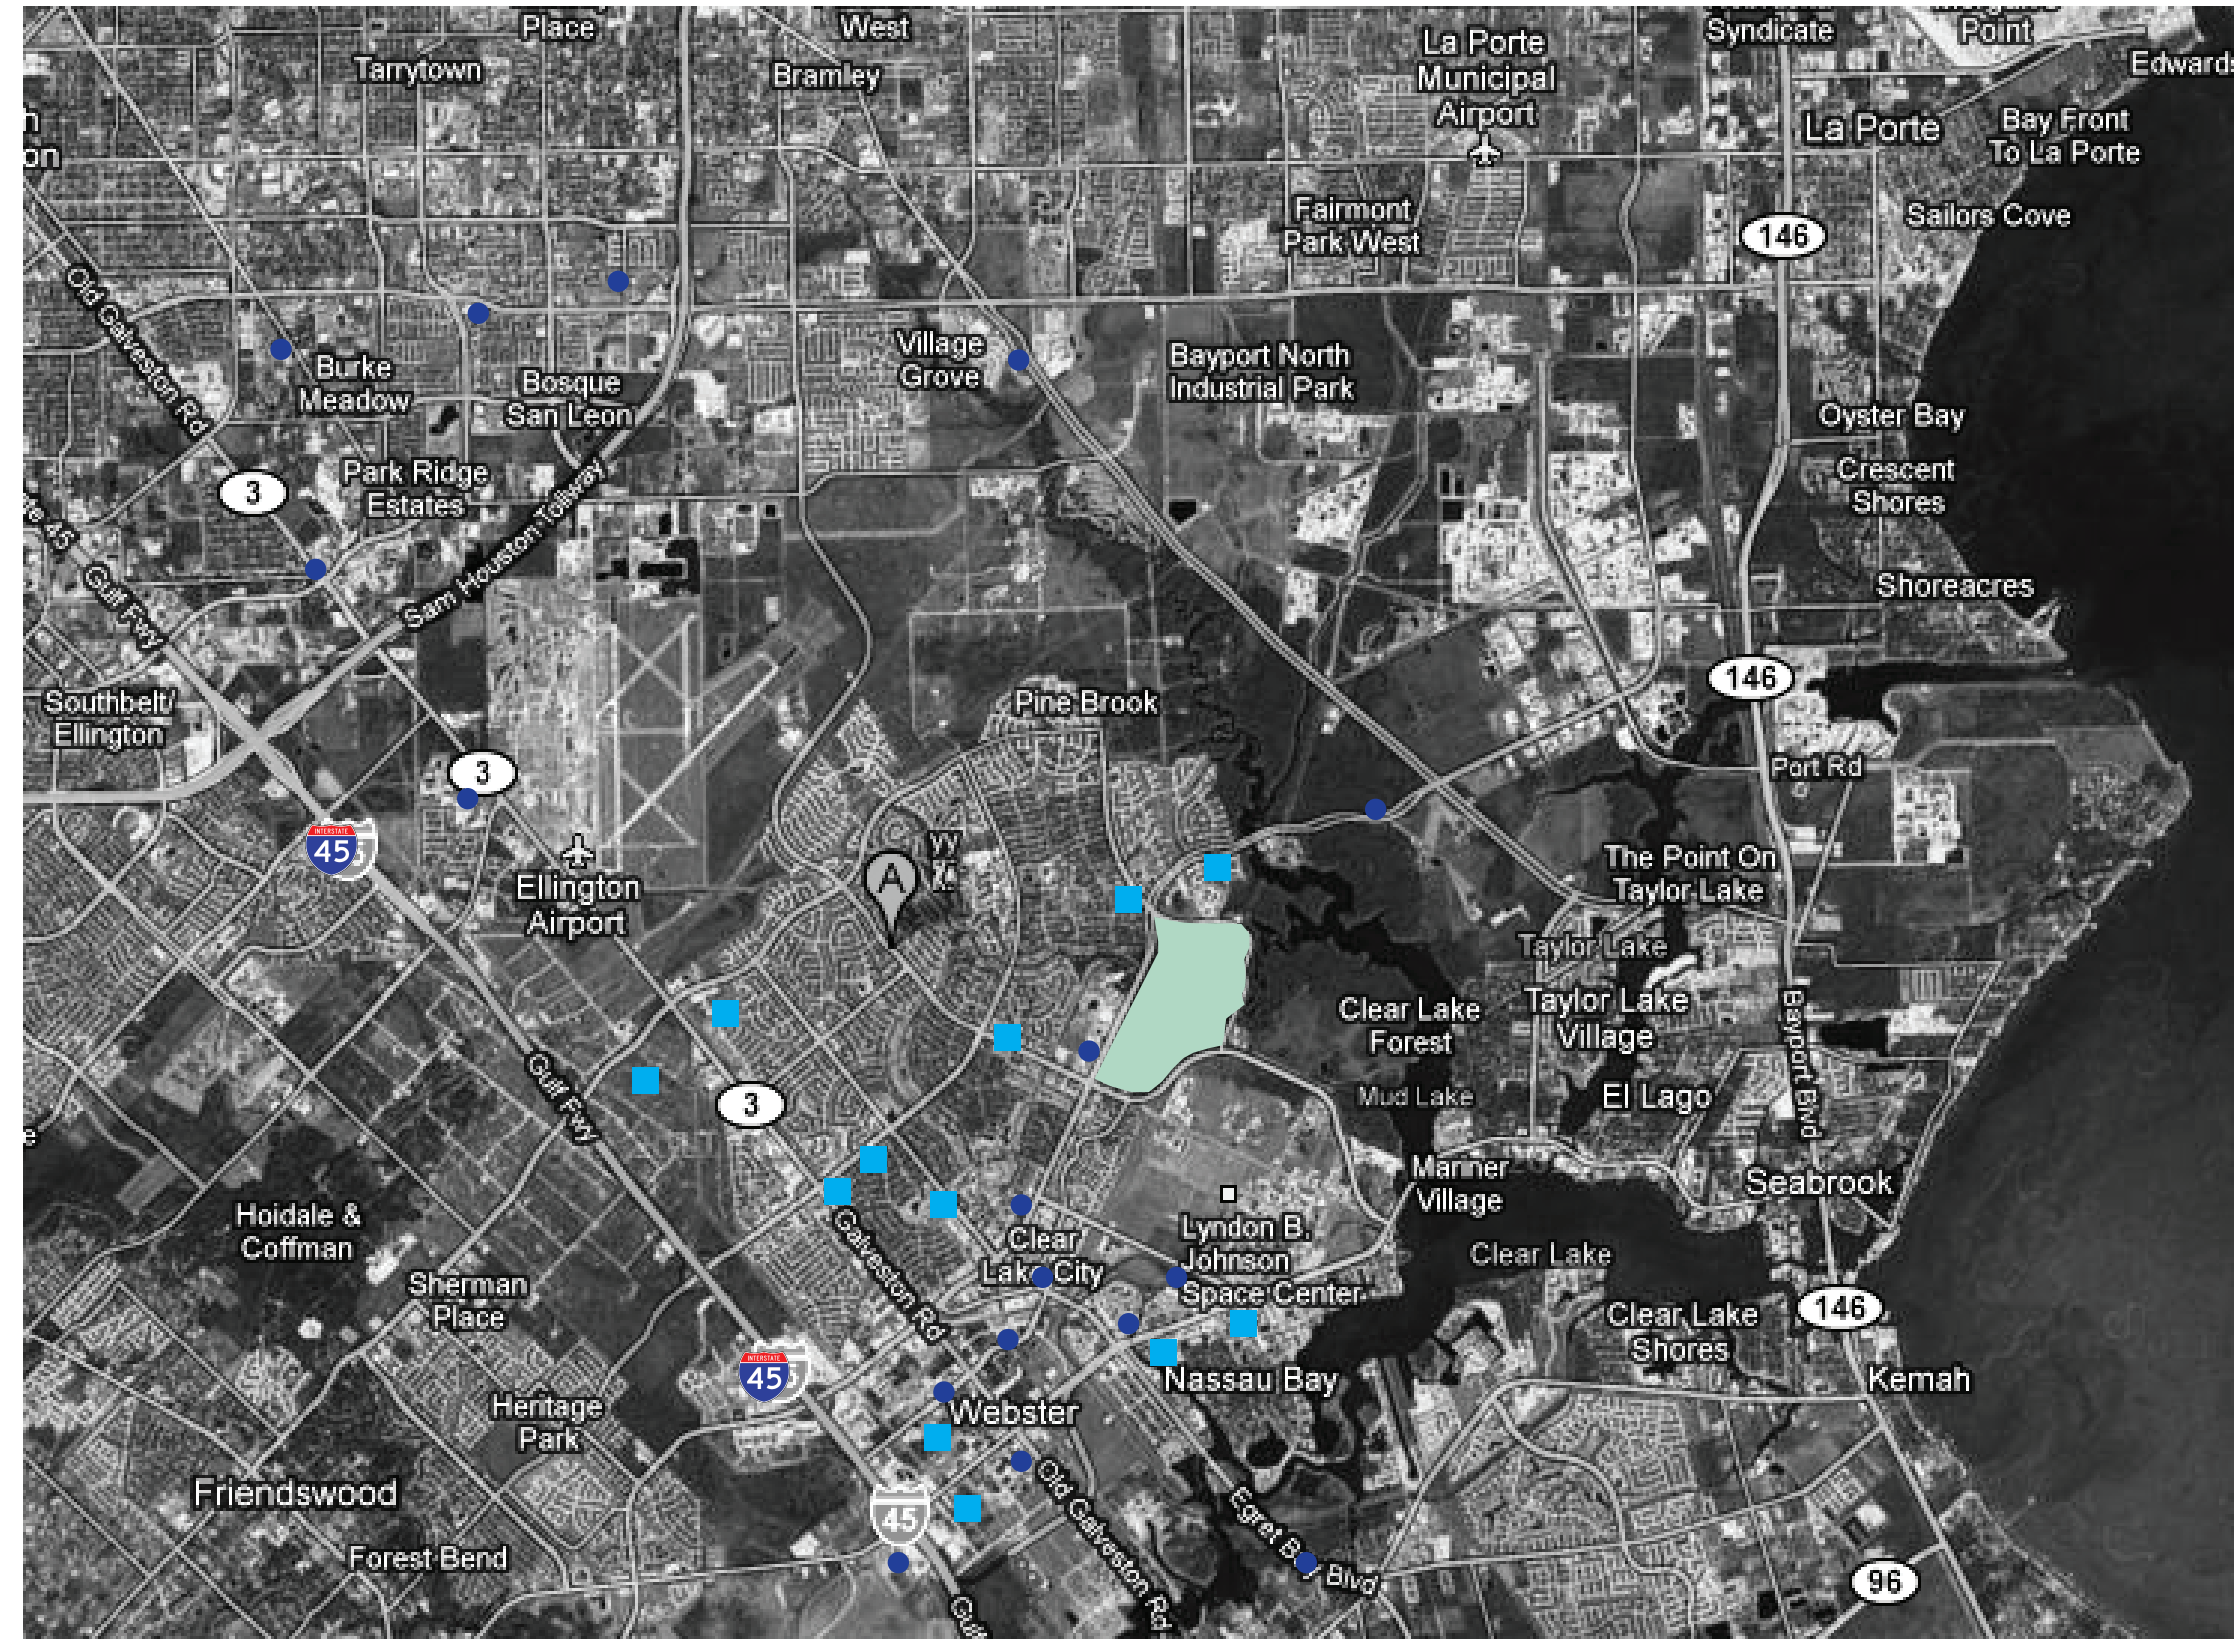 Place
West
Syndicate
Point
Edwards
La Porte
Municipal
Airport
Tarrytown
Bramley
La Porte
Bay Front
To La Porte
on
Fairmont
Park West
Sailors Cove
146
Old Galveston Rd
Village
Grove
Bayport North
Industrial Park
Burke
Meadow
Bosque
San Leon
Oyster Bay
Park Ridge
Estates
Crescent
Shores
3
45
Gulf Fwy
Sam Houston Tollway
Shoreacres
Southbelt/
Ellington
Pine Brook
146
3
Port Rd
INTERSTATE
45
A
Ellington
Airport
The Point On
Taylor Lake
Taylor Lake
Clear Lake
Forest
Taylor Lake
Village
Bayport Blvd
Gulf Fwy
3
Mud Lake
El Lago
Mariner
Village
Seabrook
Hoidale &
Coffman
Galveston Rd
Clear
Lake City
Lyndon B.
Johnson
Space Center
Clear Lake
Sherman
Place
Clear Lake
Shores
146
INTERSTATE
45
Nassau Bay
Kemah
Heritage
Park
Webster
Friendswood
45
Old Galveston Rd
Egret Bay Blvd
Forest Bend
96
Gulf